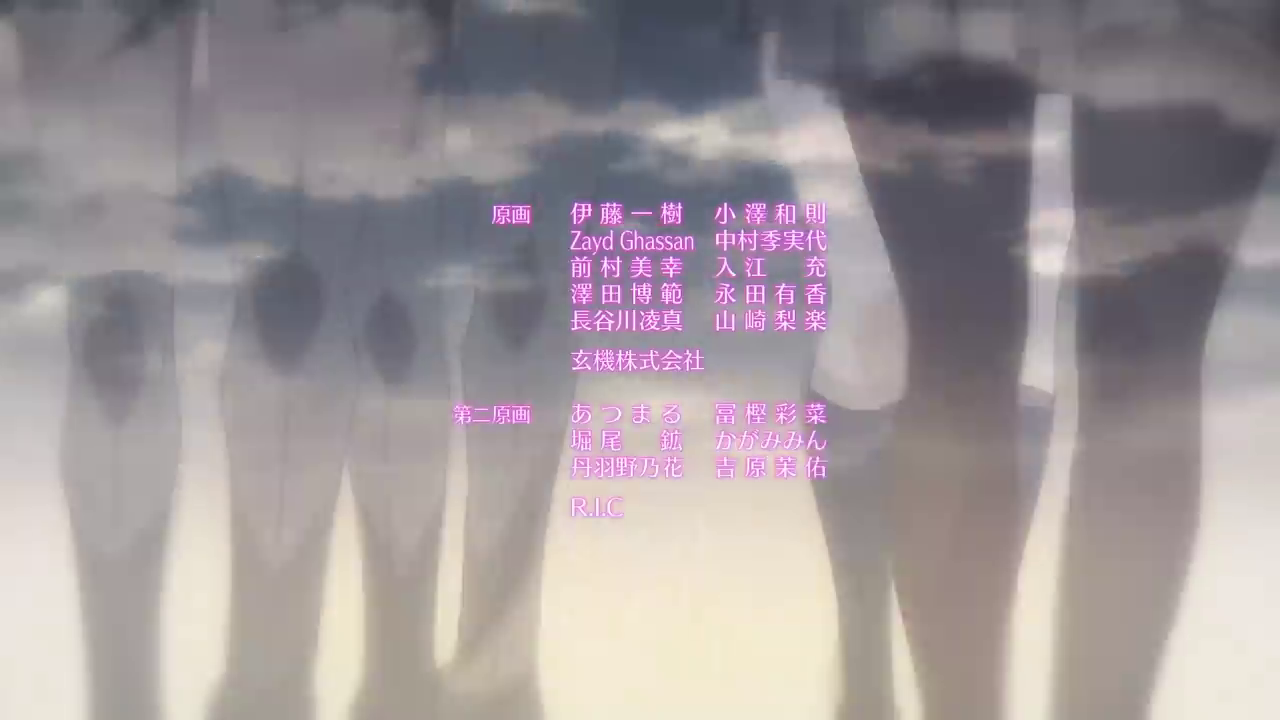 原画 伊藤一樹 小澤和則
Zayd Ghassan 中村季実代
前村美幸 入江 充
澤田博範 永田有香
長谷川凌真 山崎梨楽
玄機株式会社
第二原画 あつまる 冨樫彩菜
堀尾 鉱 かがみみん
丹羽野乃花 吉原茉佑
R.I.C